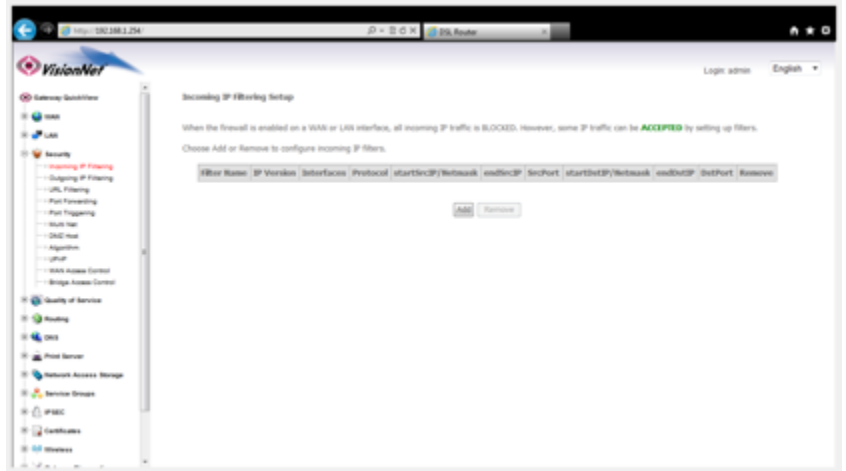 http://192.168.1.254/
DSL Router
VisionNet
Login: admin
English
Gateway QuickView
WAN
LAN
Security
Incoming IP Filtering
Outgoing IP Filtering
URL Filtering
Port Forwarding
Port Triggering
Multi Nat
DMZ Host
Algorithm
UPnP
WAN Access Control
Bridge Access Control
Quality of Service
Routing
DNS
Print Server
Network Access Storage
Service Groups
IPSEC
Certificates
Wireless
Incoming IP Filtering Setup
When the firewall is enabled on a WAN or LAN interface, all incoming IP traffic is BLOCKED. However, some IP traffic can be ACCEPTED by setting up filters.
Choose Add or Remove to configure incoming IP filters.
Filter Name IP Version Interfaces Protocol startSrcIP/Netmask endSrcIP SrcPort startDstIP/Netmask endDstIP DstPort Remove
Add Remove